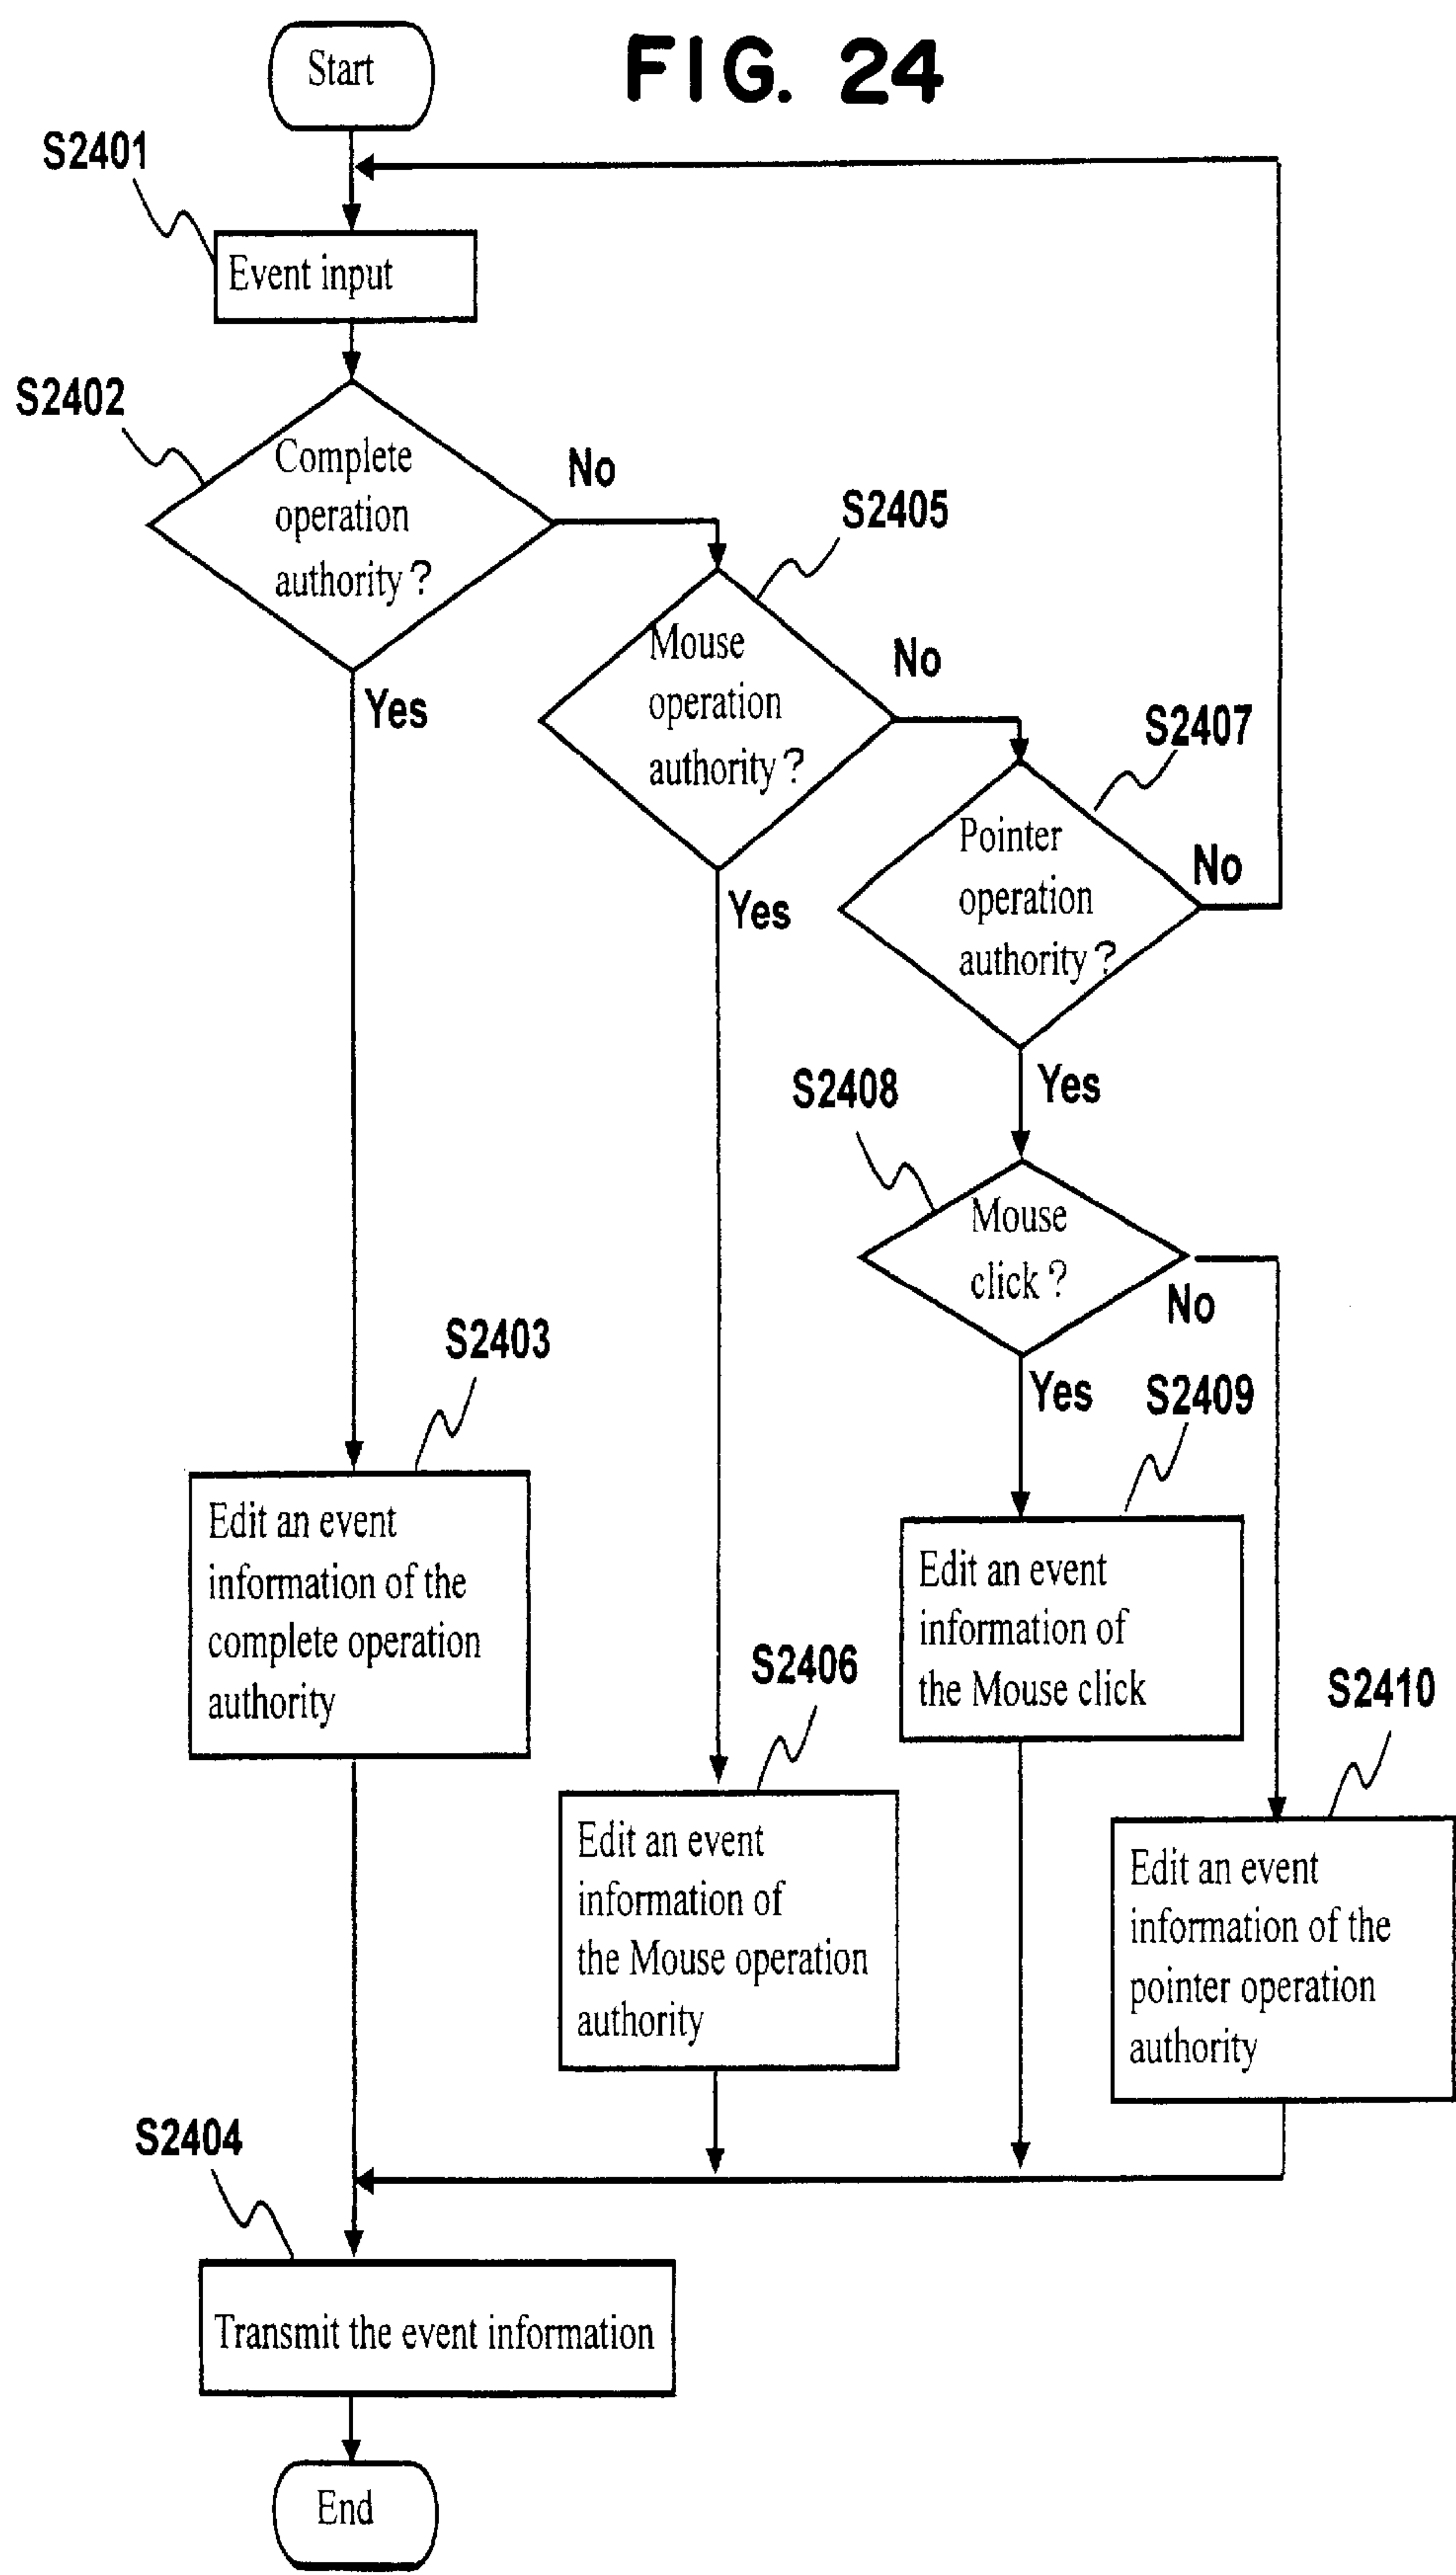 FIG. 24
Start
S2401
Event input
S2402
Complete
operation
authority?
No
Yes
S2405
Mouse
operation
authority?
No
Yes
S2407
Pointer
operation
authority?
No
Yes
S2408
Mouse
click?
No
Yes
S2403
Edit an event
information of the
complete operation
authority
S2409
Edit an event
information of
the Mouse click
S2406
Edit an event
information of
the Mouse operation
authority
S2410
Edit an event
information of the
pointer operation
authority
S2404
Transmit the event information
End